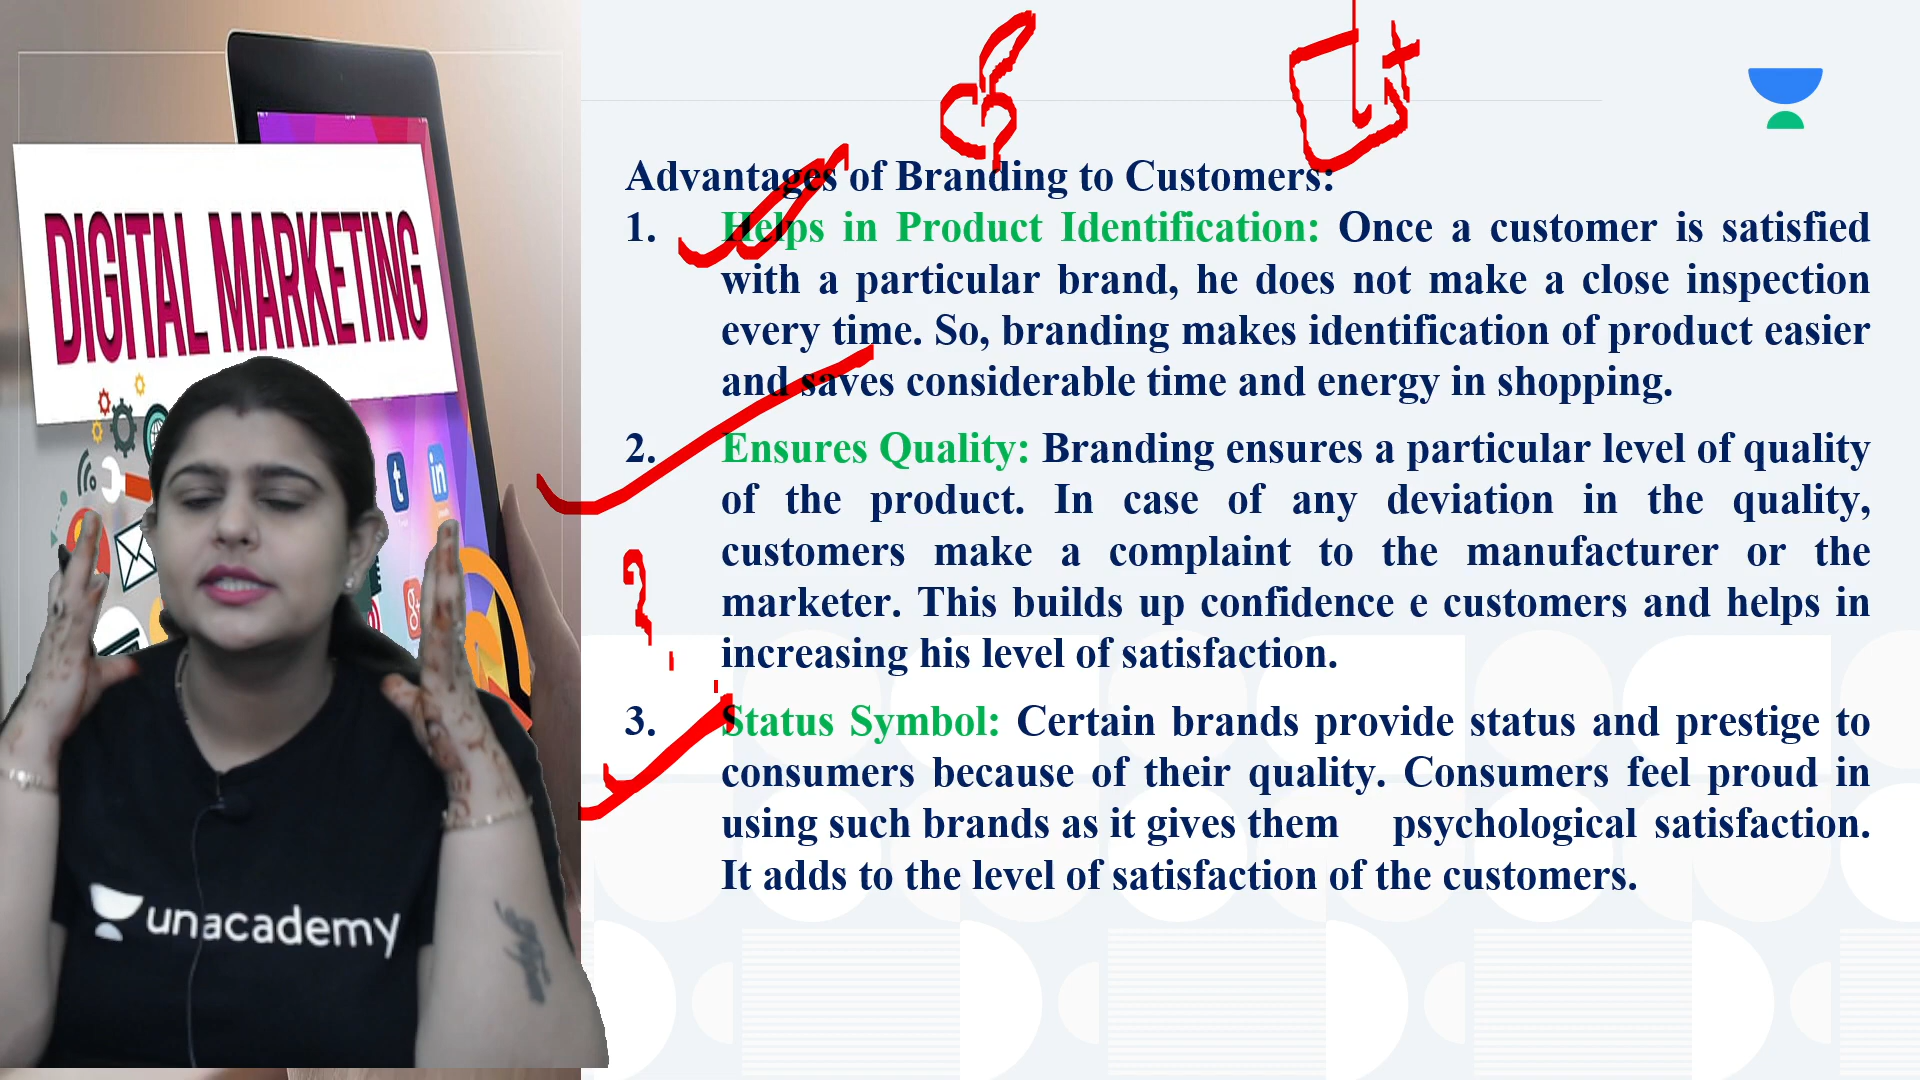 DIGITAL MARKETING
unacademy
Advantages of Branding to Customers:
1. Helps in Product Identification: Once a customer is satisfied
with a particular brand, he does not make a close inspection
every time. So, branding makes identification of product easier
and saves considerable time and energy in shopping.
2. Ensures Quality: Branding ensures a particular level of quality
of the product. In case of any deviation in the quality,
customers make a complaint to the manufacturer or the
marketer. This builds up confidence e customers and helps in
increasing his level of satisfaction.
3. Status Symbol: Certain brands provide status and prestige to
consumers because of their quality. Consumers feel proud in
using such brands as it gives them psychological satisfaction.
It adds to the level of satisfaction of the customers.